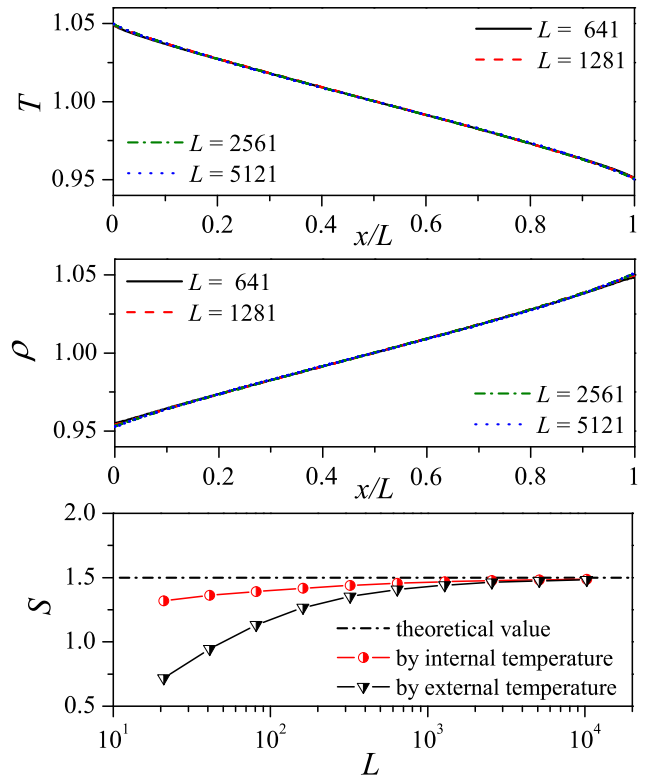 1.05
1.00
0.95
T
L = 641
L = 1281
L = 2561
L = 5121
0 0.2 0.4 0.6 0.8 1
x/L
1.05
1.00
0.95
ρ
L = 641
L = 1281
L = 2561
L = 5121
0 0.2 0.4 0.6 0.8 1
x/L
2.0
1.5
1.0
0.5
S
theoretical value
by internal temperature
by external temperature
10¹ 10² 10³ 10⁴
L